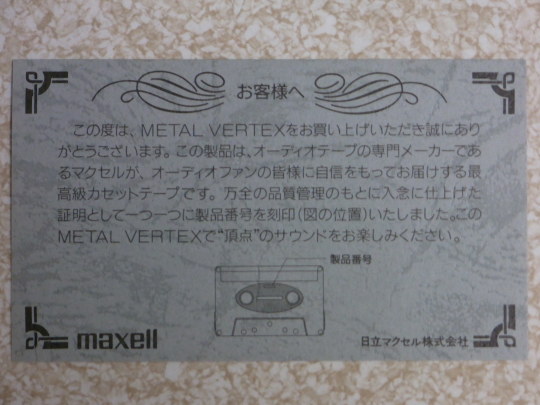 お客様へ
この度は、METAL VERTEXをお買い上げいただき誠にあり
がとうございます。この製品は、オーディオテープの専門メーカーであ
るマクセルが、オーディオファンの皆様に自信をもってお届けする最
高級カセットテープです。万全の品質管理のもとに入念に仕上げた
証明として一つ一つに製品番号を刻印(図の位置)いたしました。この
METAL VERTEXで“頂点”のサウンドをお楽しみください。
製品番号
maxell
日立マクセル株式会社